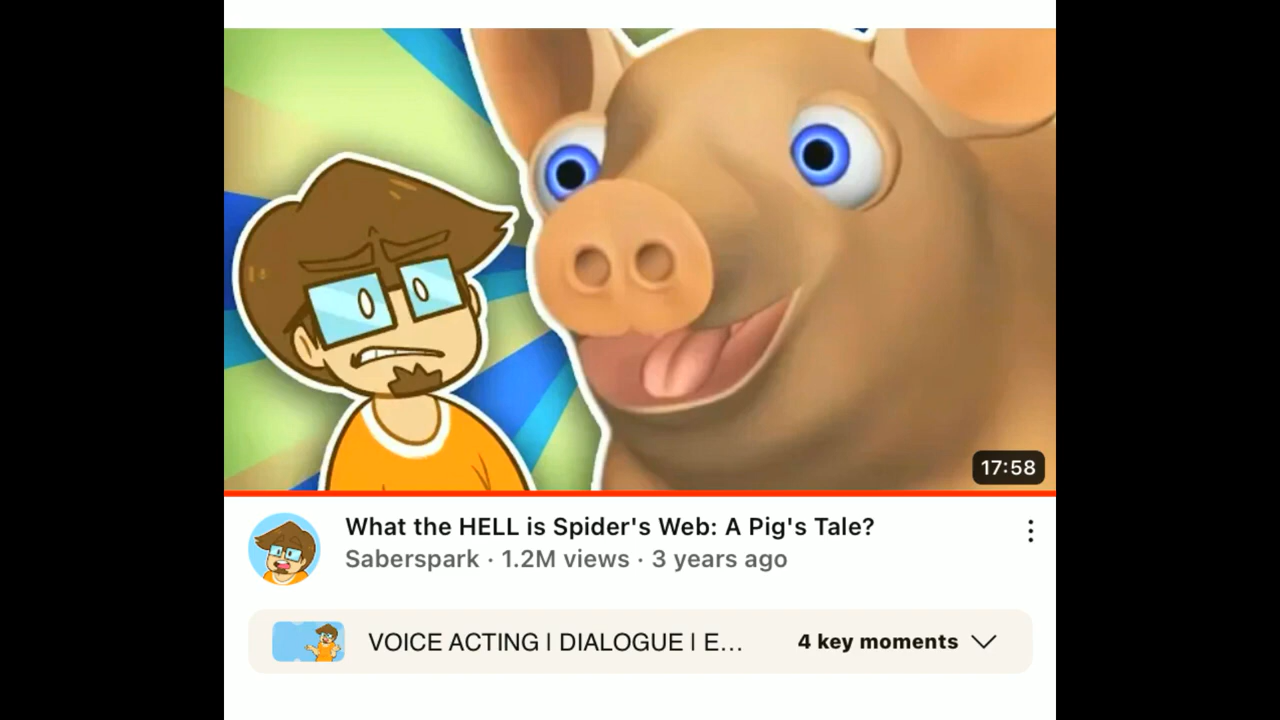 17:58
What the HELL is Spider's Web: A Pig's Tale?
Saberspark · 1.2M views · 3 years ago
VOICE ACTING | DIALOGUE | E... 4 key moments